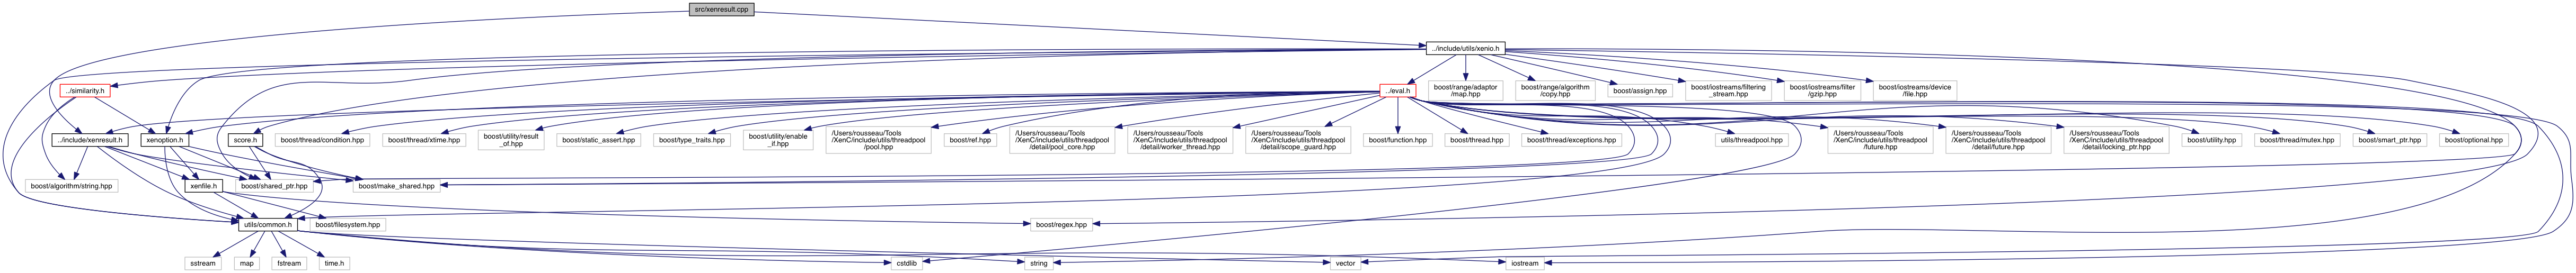 src/xenresult.cpp
../include/utils/xenio.h
../similarity.h
../eval.h
boost/range/adaptor
/map.hpp
boost/range/algorithm
/copy.hpp
boost/assign.hpp
boost/iostreams/filtering
_stream.hpp
boost/iostreams/filter
/gzip.hpp
boost/iostreams/device
/file.hpp
../include/xenresult.h
xenoption.h
score.h
boost/thread/condition.hpp
boost/thread/xtime.hpp
boost/utility/result
_of.hpp
boost/static_assert.hpp
boost/type_traits.hpp
boost/utility/enable
_if.hpp
/Users/rousseau/Tools
/XenC/include/utils/threadpool
/pool.hpp
boost/ref.hpp
/Users/rousseau/Tools
/XenC/include/utils/threadpool
/detail/pool_core.hpp
/Users/rousseau/Tools
/XenC/include/utils/threadpool
/detail/worker_thread.hpp
/Users/rousseau/Tools
/XenC/include/utils/threadpool
/detail/scope_guard.hpp
boost/function.hpp
boost/thread.hpp
boost/thread/exceptions.hpp
utils/threadpool.hpp
/Users/rousseau/Tools
/XenC/include/utils/threadpool
/future.hpp
/Users/rousseau/Tools
/XenC/include/utils/threadpool
/detail/future.hpp
/Users/rousseau/Tools
/XenC/include/utils/threadpool
/detail/locking_ptr.hpp
boost/utility.hpp
boost/thread/mutex.hpp
boost/smart_ptr.hpp
boost/optional.hpp
boost/algorithm/string.hpp
xenfile.h
boost/shared_ptr.hpp
boost/make_shared.hpp
utils/common.h
boost/filesystem.hpp
boost/regex.hpp
sstream
map
fstream
time.h
cstdlib
string
vector
iostream